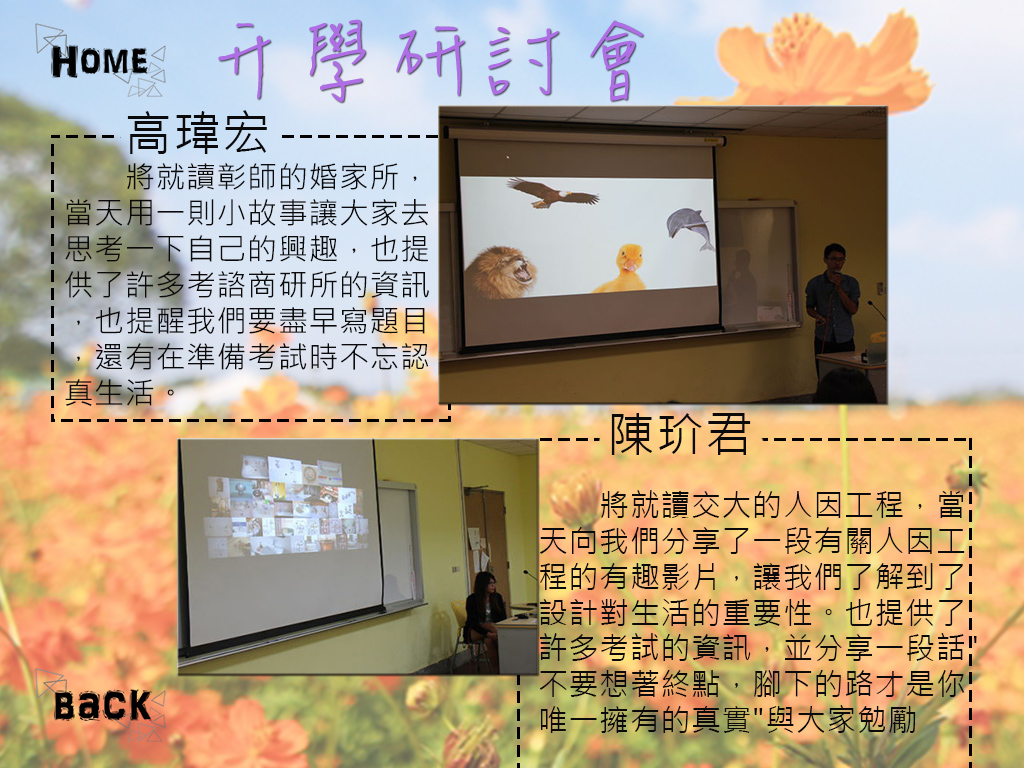 HOME
升學研討會
高瑋宏
將就讀彰師的婚家所，
當天用一則小故事讓大家去
思考一下自己的興趣，也提
供了許多考諮商研所的資訊
，也提醒我們要盡早寫題目
，還有在準備考試時不忘認
真生活。
陳玠君
將就讀交大的人因工程，當
天向我們分享了一段有關人因工
程的有趣影片，讓我們了解到了
設計對生活的重要性。也提供了
許多考試的資訊，並分享一段話"
不要想著終點，腳下的路才是你
唯一擁有的真實"與大家勉勵
BACK